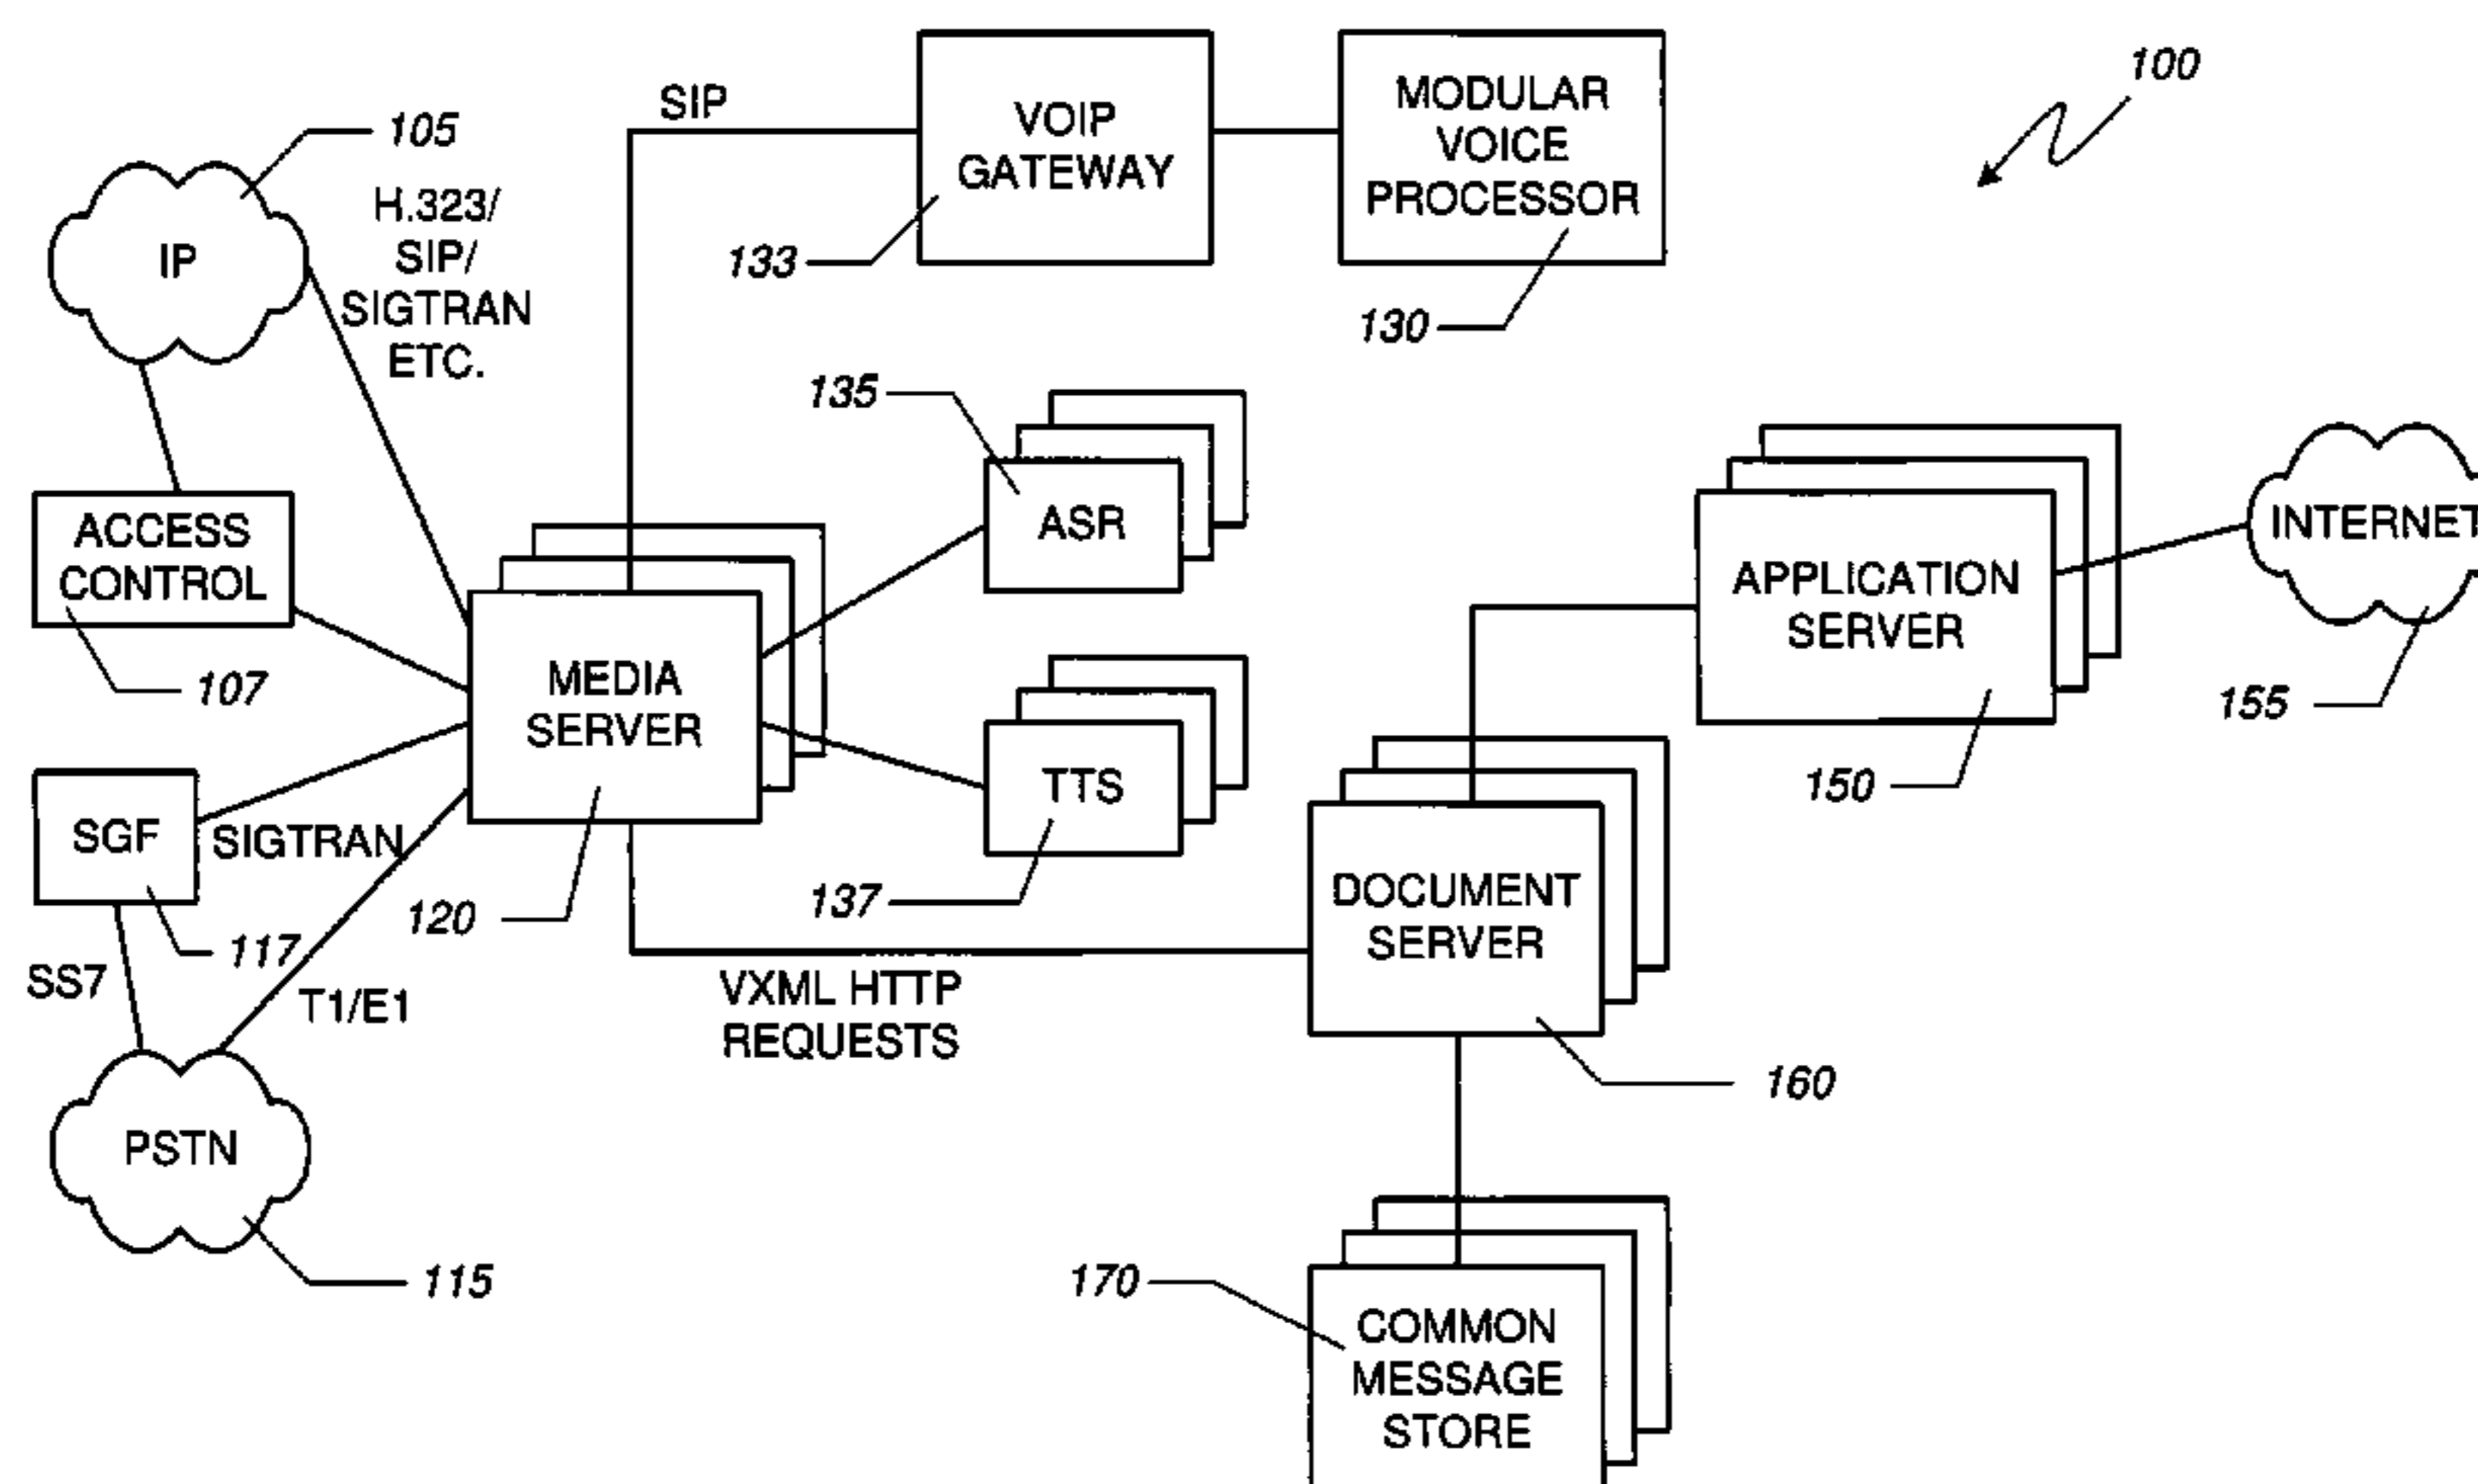 100
105
IP
H.323/
SIP/
SIGTRAN
ETC.
SIP
VOIP
GATEWAY
133
MODULAR
VOICE
PROCESSOR
130
ACCESS
CONTROL
107
135
ASR
MEDIA
SERVER
120
TTS
137
APPLICATION
SERVER
150
INTERNET
155
SGF
SIGTRAN
117
SS7
T1/E1
PSTN
115
VXML HTTP
REQUESTS
DOCUMENT
SERVER
160
170
COMMON
MESSAGE
STORE